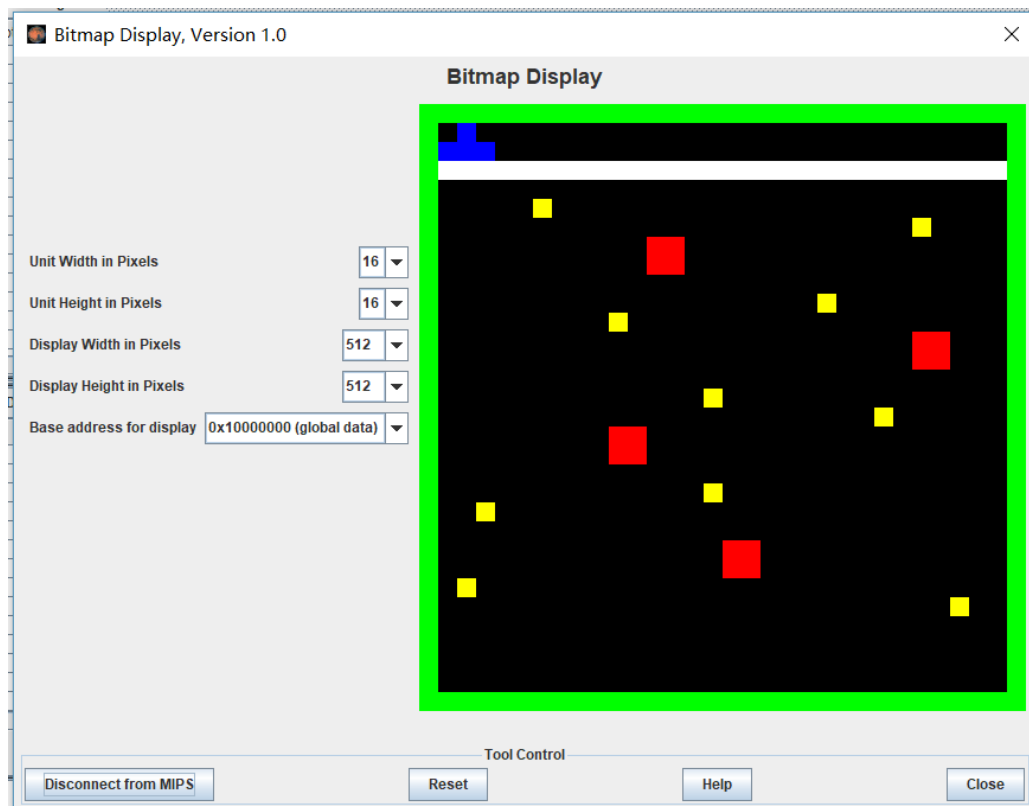 Bitmap Display, Version 1.0
Bitmap Display
Unit Width in Pixels 16
Unit Height in Pixels 16
Display Width in Pixels 512
Display Height in Pixels 512
Base address for display 0x10000000 (global data)
Tool Control
Disconnect from MIPS Reset Help Close